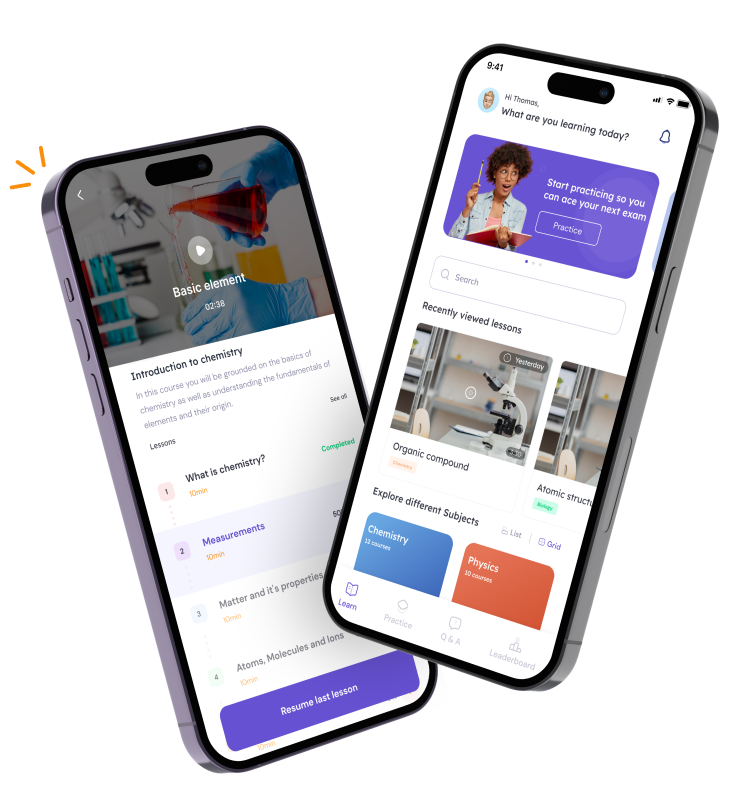 9:41
Hi Thomas,
What are you learning today?
Start practicing so you
can ace your next exam
Practice
Search
Recently viewed lessons
Yesterday
Organic compound
Chemistry
Atomic structu
Biology
Explore different Subjects
List
Grid
Chemistry
12 courses
Physics
10 courses
Learn
Practice
Q & A
Leaderboard
Basic element
02:38
Introduction to chemistry
In this course you will be grounded on the basics of
chemistry as well as understanding the fundamentals of
elements and their origin.
See all
Lessons
1
What is chemistry?
10min
Completed
2
Measurements
10min
3
Matter and it's properties
10min
4
Atoms, Molecules and Ions
10min
Resume last lesson
10min